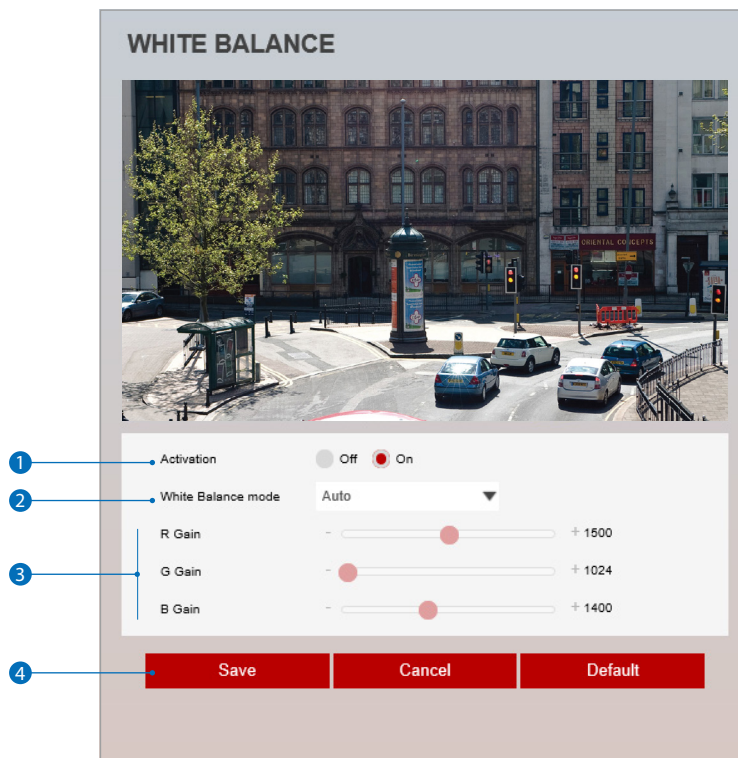 WHITE BALANCE
ORIENTAL CONCEPTS
1 Activation Off On
2 White Balance mode Auto
R Gain - + 1500
3 G Gain - + 1024
B Gain - + 1400
4 Save Cancel Default